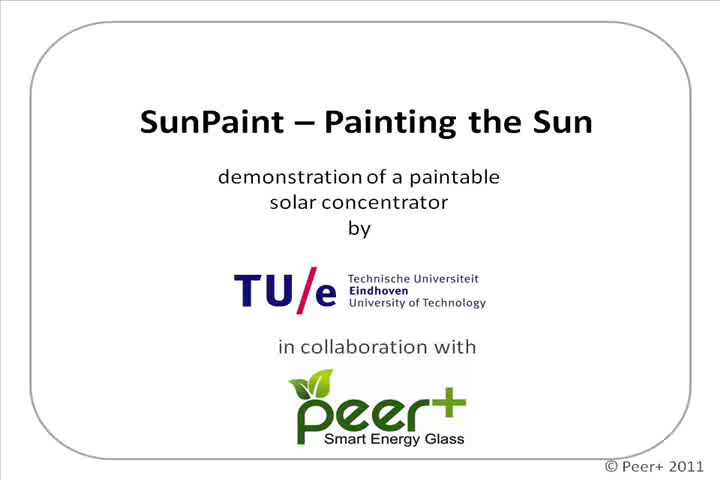 SunPaint – Painting the Sun
demonstration of a paintable
solar concentrator
by
TU/e
Technische Universiteit
Eindhoven
University of Technology
in collaboration with
peer+
Smart Energy Glass
© Peer+ 2011